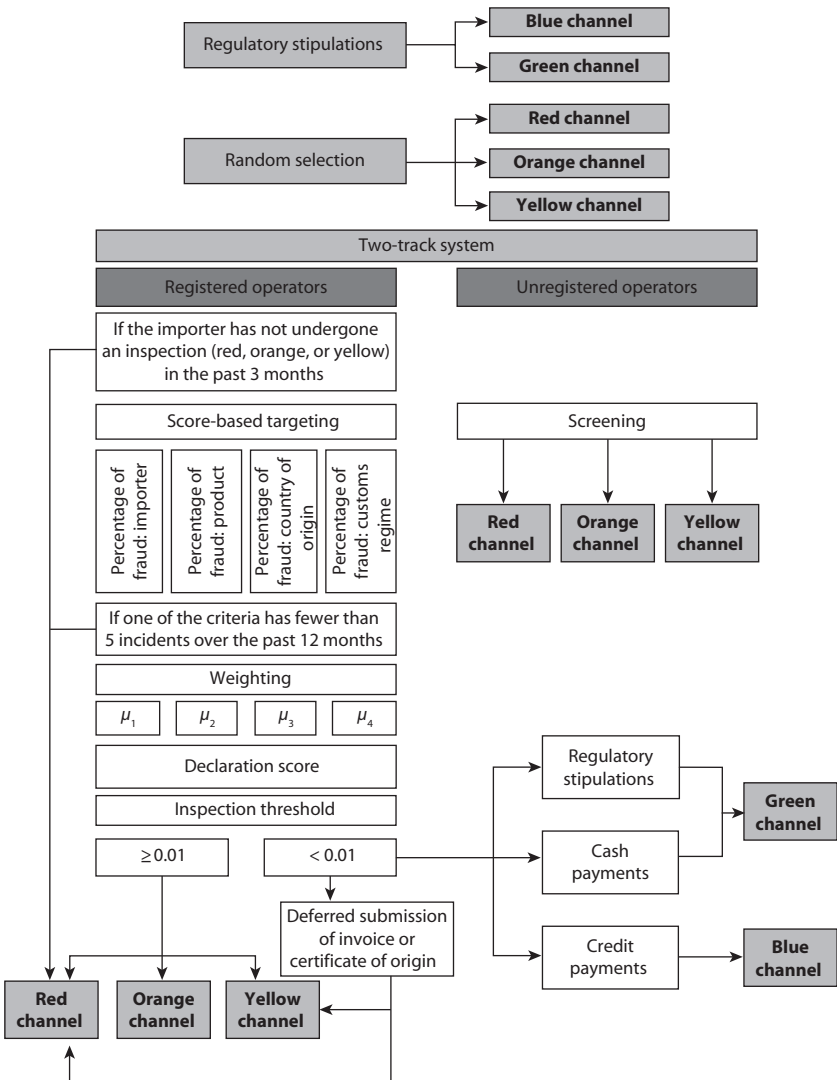 Regulatory stipulations
Blue channel
Green channel
Random selection
Red channel
Orange channel
Yellow channel
Two-track system
Registered operators
Unregistered operators
If the importer has not undergone
an inspection (red, orange, or yellow)
in the past 3 months
Score-based targeting
Percentage of
fraud: importer
Percentage of
fraud: product
Percentage of
fraud: country of
origin
Percentage of
fraud: customs
regime
Screening
Red
channel
Orange
channel
Yellow
channel
If one of the criteria has fewer than
5 incidents over the past 12 months
Weighting
μ1
μ2
μ3
μ4
Declaration score
Inspection threshold
≥ 0.01
< 0.01
Regulatory
stipulations
Cash
payments
Green
channel
Deferred submission
of invoice or
certificate of origin
Credit
payments
Blue
channel
Red
channel
Orange
channel
Yellow
channel